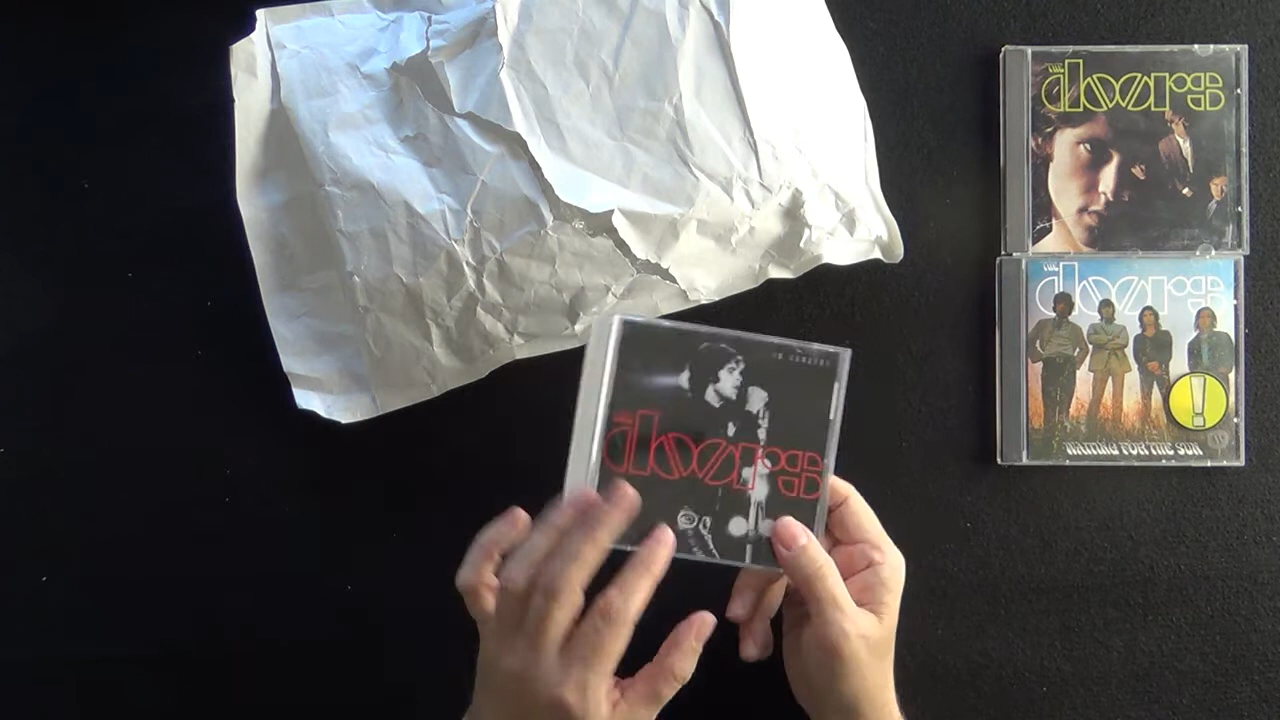 THE
doors
THE
doors
!
WAITING FOR THE SUN
IN CONCERT
THE
doors